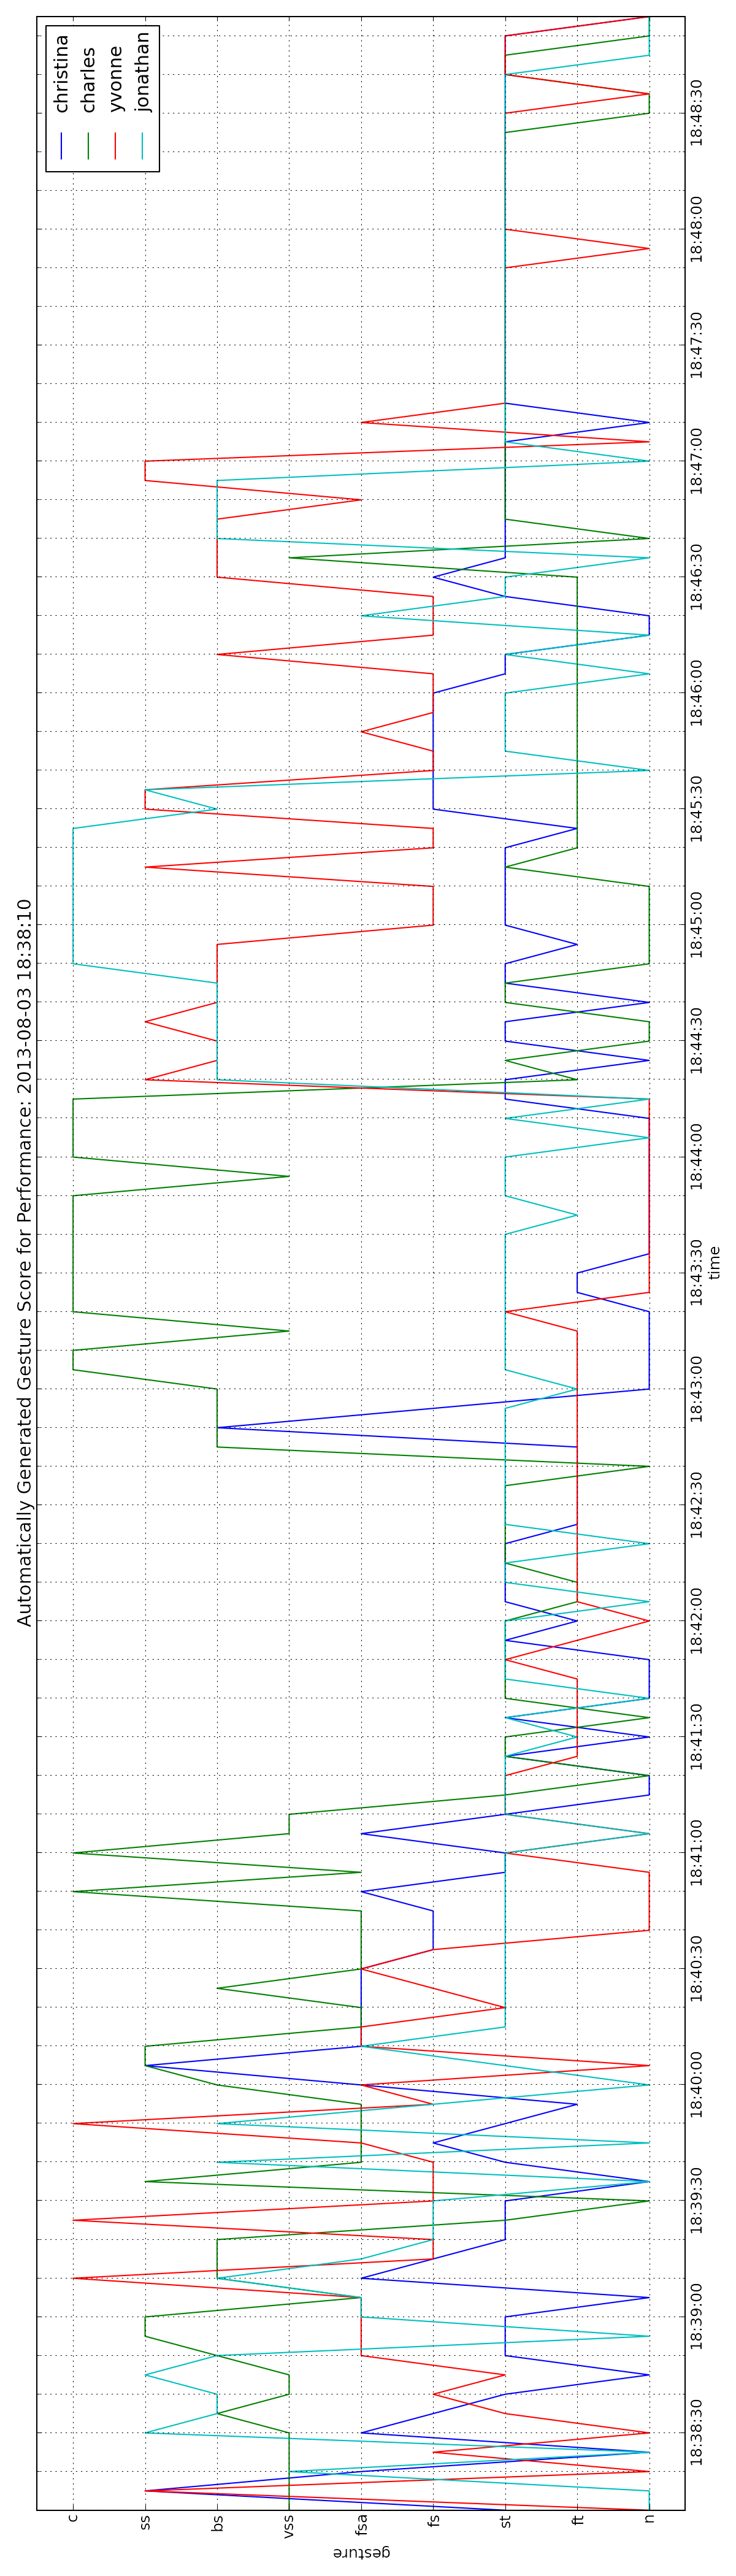 Automatically Generated Gesture Score for Performance: 2013-08-03 18:38:10
christina
charles
yvonne
jonathan
gesture
c
ss
bs
vss
fsa
fs
st
ft
n
18:38:30
18:39:00
18:39:30
18:40:00
18:40:30
18:41:00
18:41:30
18:42:00
18:42:30
18:43:00
18:43:30
18:44:00
18:44:30
18:45:00
18:45:30
18:46:00
18:46:30
18:47:00
18:47:30
18:48:00
18:48:30
time